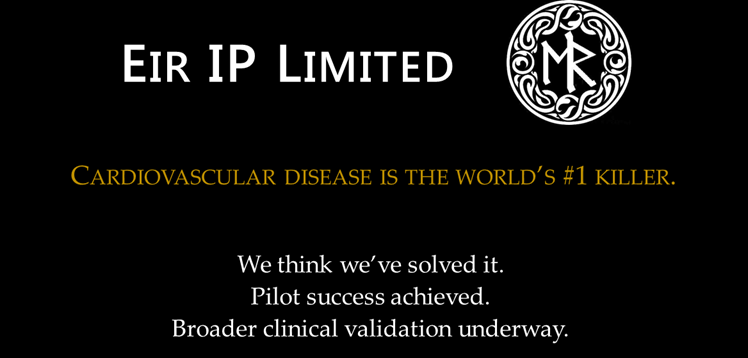 Eir IP Limited
Cardiovascular disease is the world's #1 killer.
We think we've solved it.
Pilot success achieved.
Broader clinical validation underway.